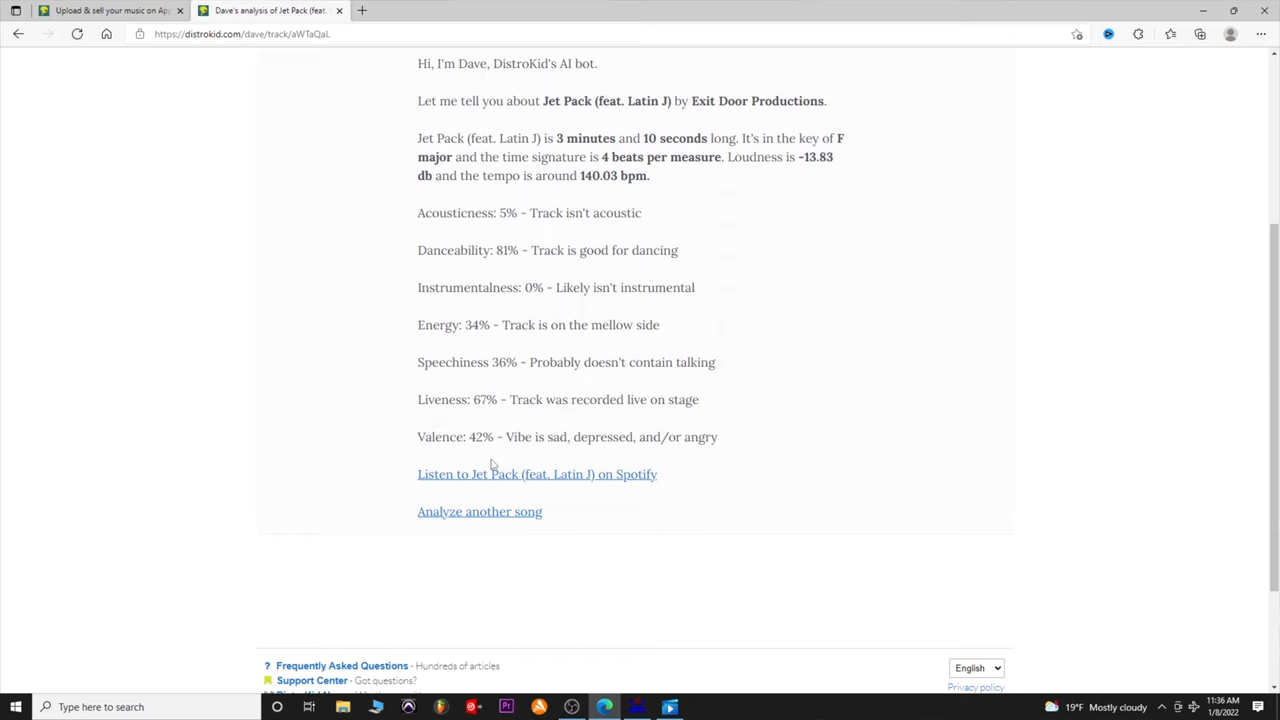 Upload & sell your music on App
Dave's analysis of Jet Pack (feat.
https://distrokid.com/dave/track/aWTaQaL
Hi, I'm Dave, DistroKid's AI bot.
Let me tell you about Jet Pack (feat. Latin J) by Exit Door Productions.
Jet Pack (feat. Latin J) is 3 minutes and 10 seconds long. It's in the key of F
major and the time signature is 4 beats per measure. Loudness is -13.83
db and the tempo is around 140.03 bpm.
Acousticness: 5% - Track isn't acoustic
Danceability: 81% - Track is good for dancing
Instrumentalness: 0% - Likely isn't instrumental
Energy: 34% - Track is on the mellow side
Speechiness 36% - Probably doesn't contain talking
Liveness: 67% - Track was recorded live on stage
Valence: 42% - Vibe is sad, depressed, and/or angry
Listen to Jet Pack (feat. Latin J) on Spotify
Analyze another song
? Frequently Asked Questions - Hundreds of articles
Support Center - Got questions?
English
Privacy policy
Type here to search
Pr
19°F Mostly cloudy
11:36 AM
1/8/2022